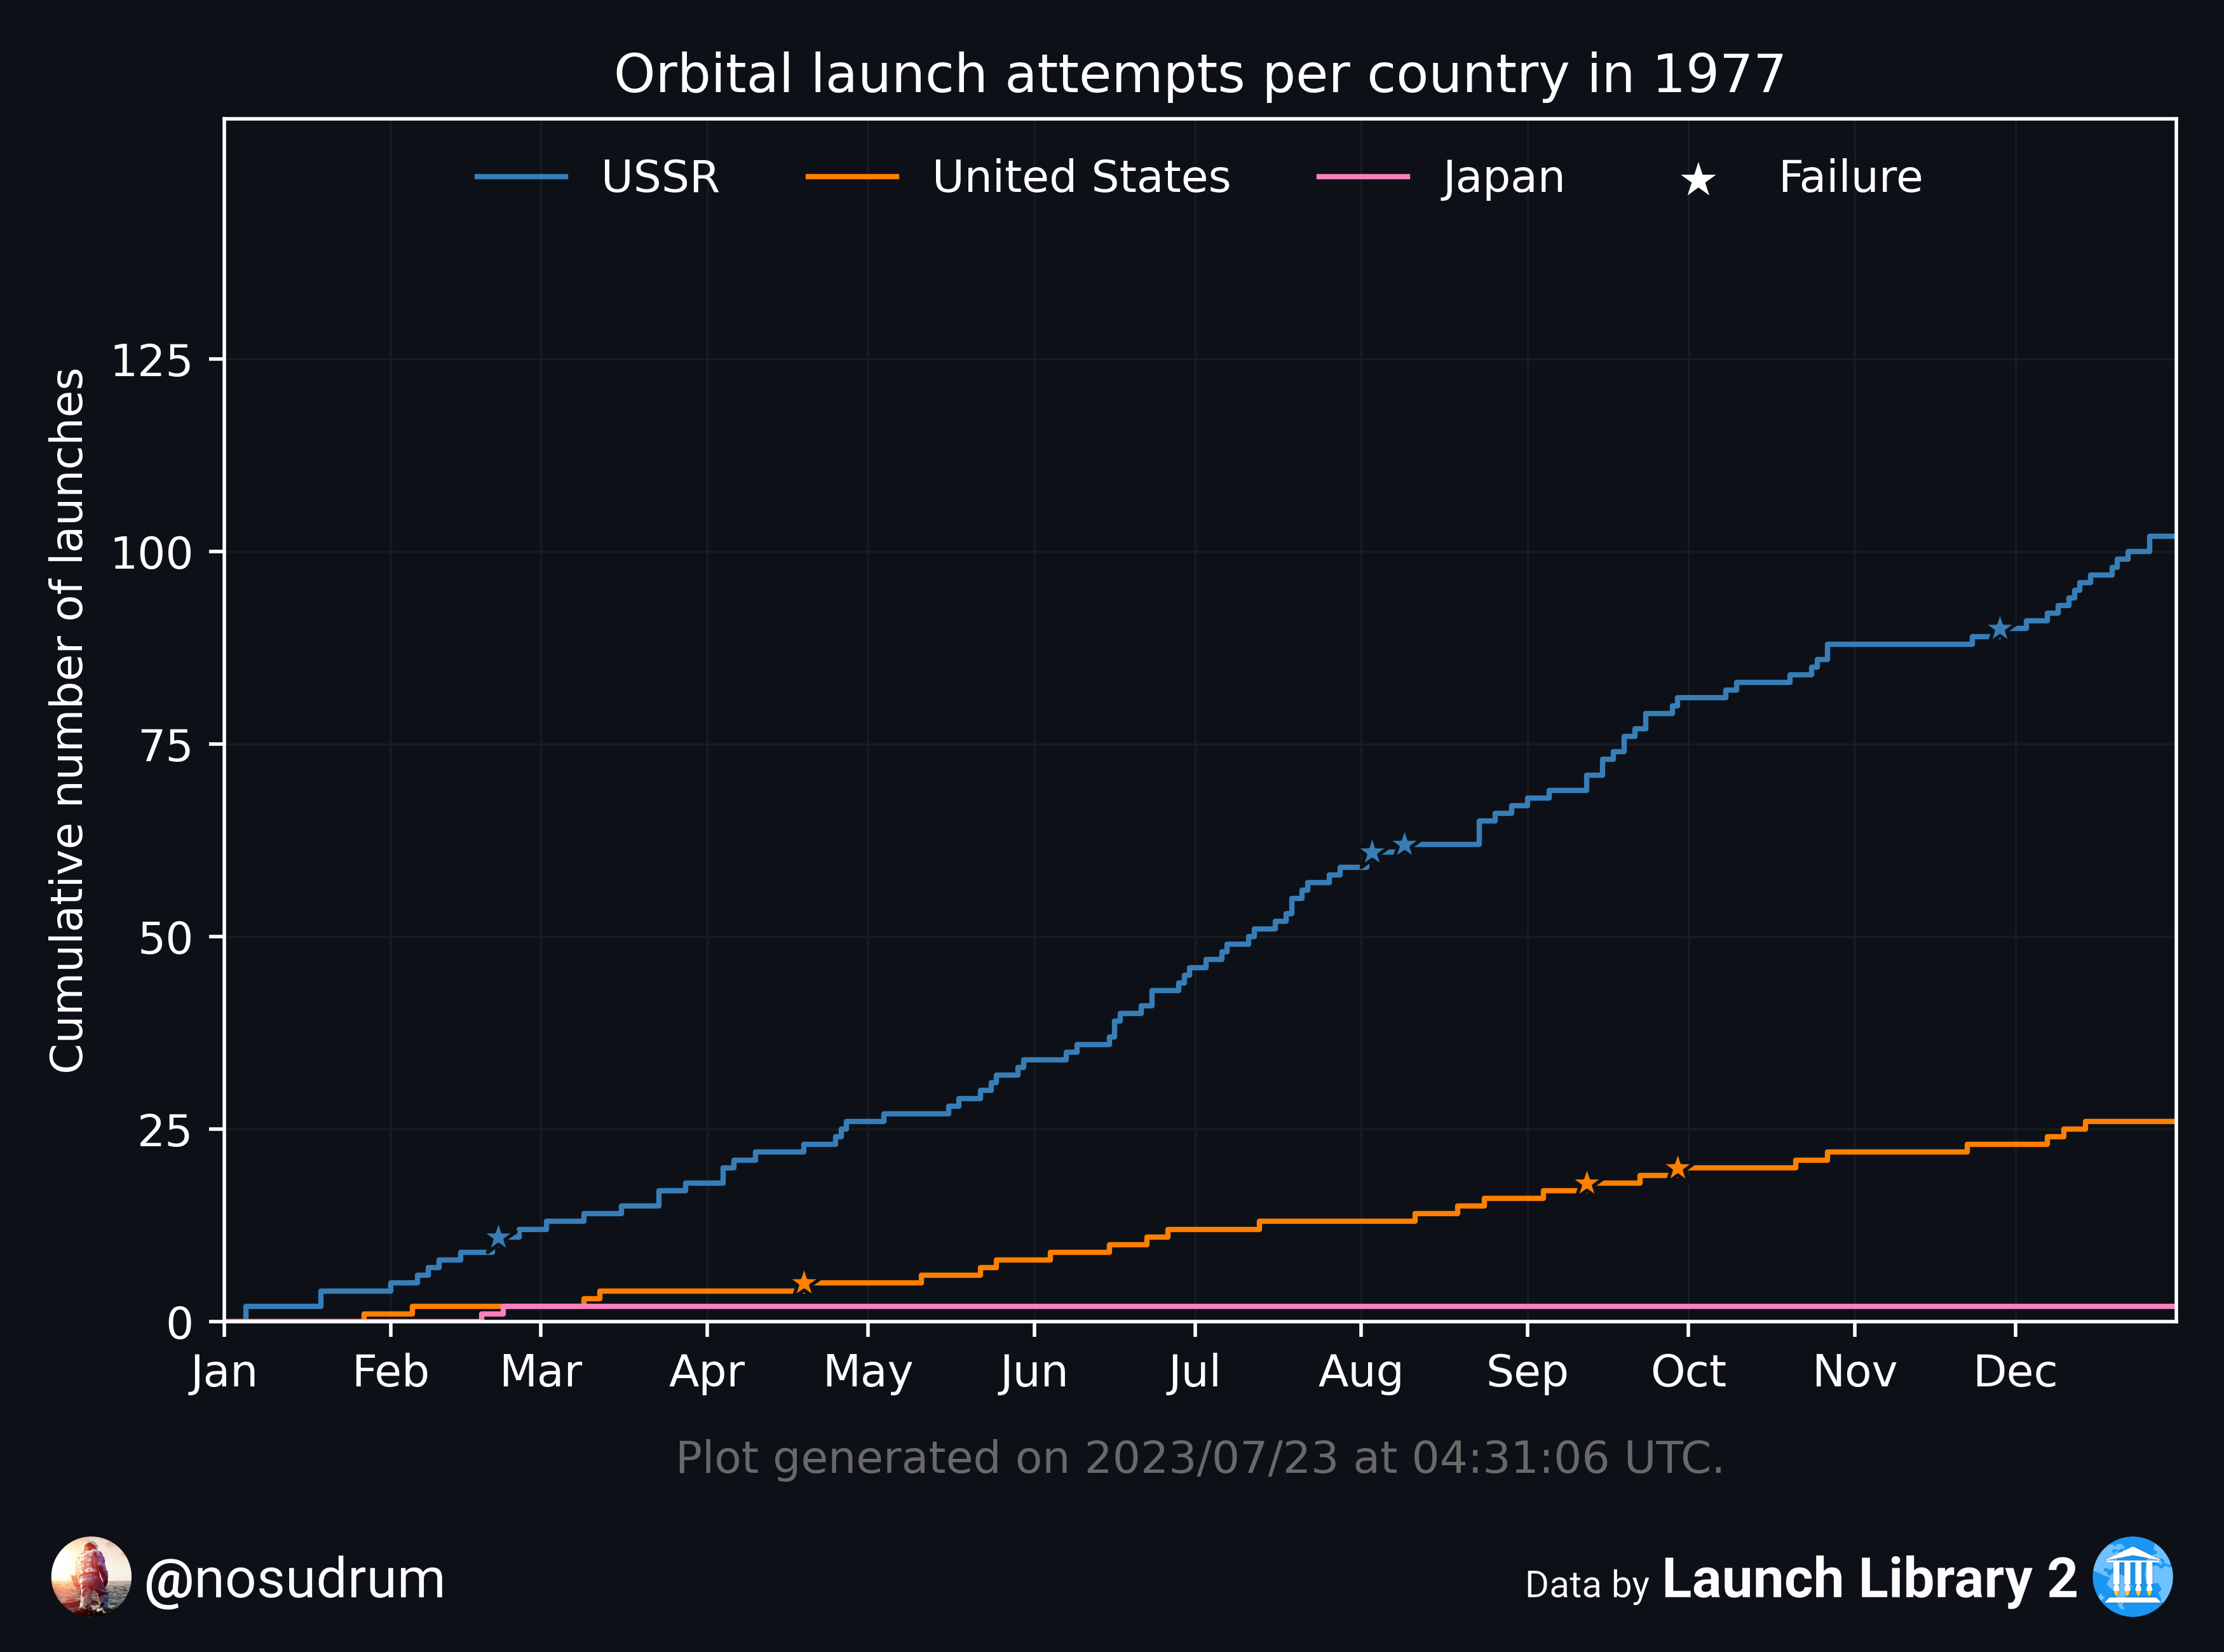 Orbital launch attempts per country in 1977
USSR United States Japan Failure
Cumulative number of launches
125
100
75
50
25
0
Jan Feb Mar Apr May Jun Jul Aug Sep Oct Nov Dec
Plot generated on 2023/07/23 at 04:31:06 UTC.
@nosudrum
Data by Launch Library 2